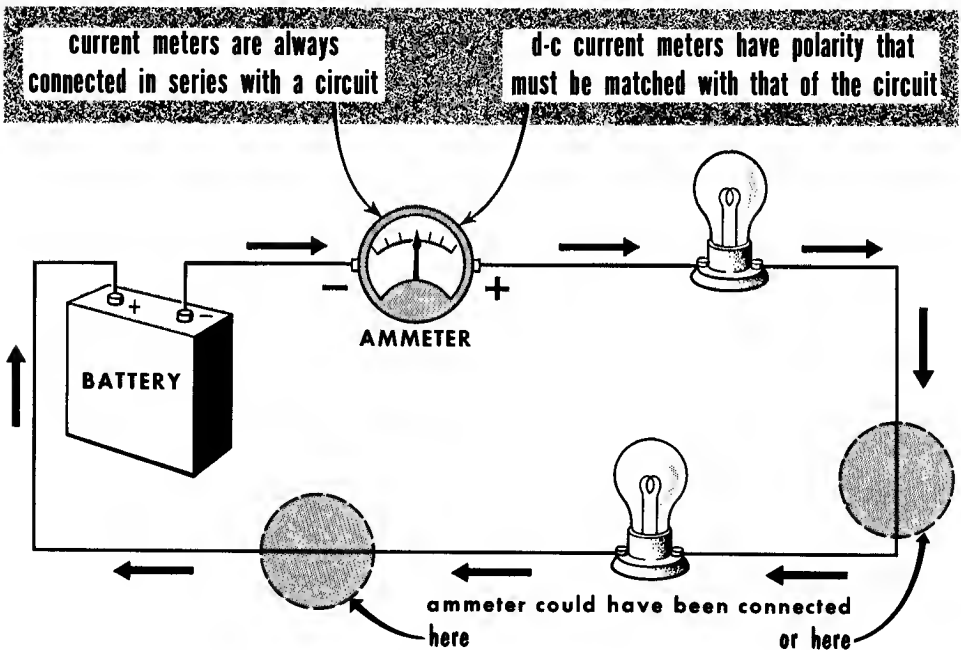 current meters are always
connected in series with a circuit
d-c current meters have polarity that
must be matched with that of the circuit
- +
AMMETER
+ -
BATTERY
ammeter could have been connected
here
or here